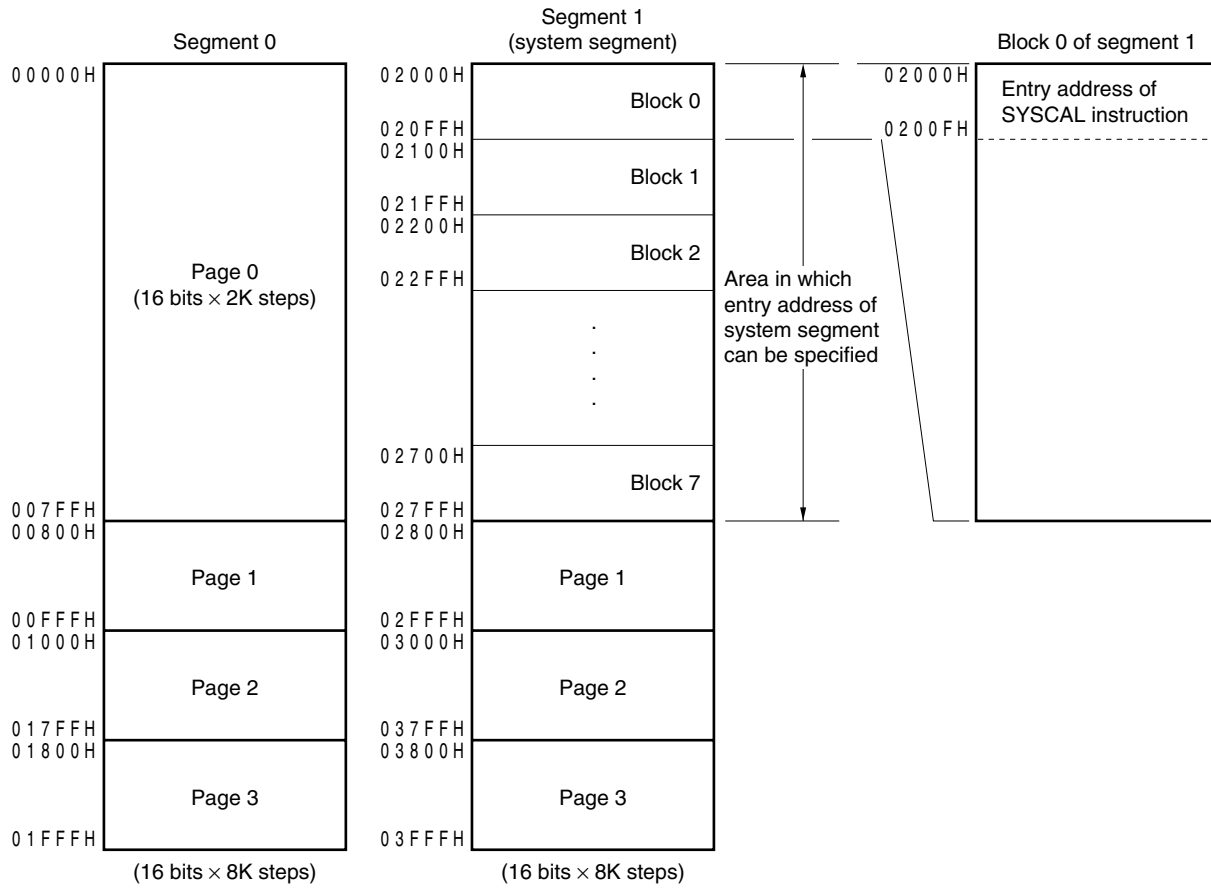 Segment 0
00000H
Page 0
(16 bits × 2K steps)
007FFH
00800H
Page 1
00FFFH
01000H
Page 2
017FFH
01800H
Page 3
01FFFH
(16 bits × 8K steps)
Segment 1
(system segment)
02000H
Block 0
020FFH
02100H
Block 1
021FFH
02200H
Block 2
022FFH
.
.
.
.
02700H
Block 7
027FFH
02800H
Page 1
02FFFH
03000H
Page 2
037FFH
03800H
Page 3
03FFFH
(16 bits × 8K steps)
Area in which
entry address of
system segment
can be specified
Block 0 of segment 1
02000H
Entry address of
SYSCAL instruction
0200FH